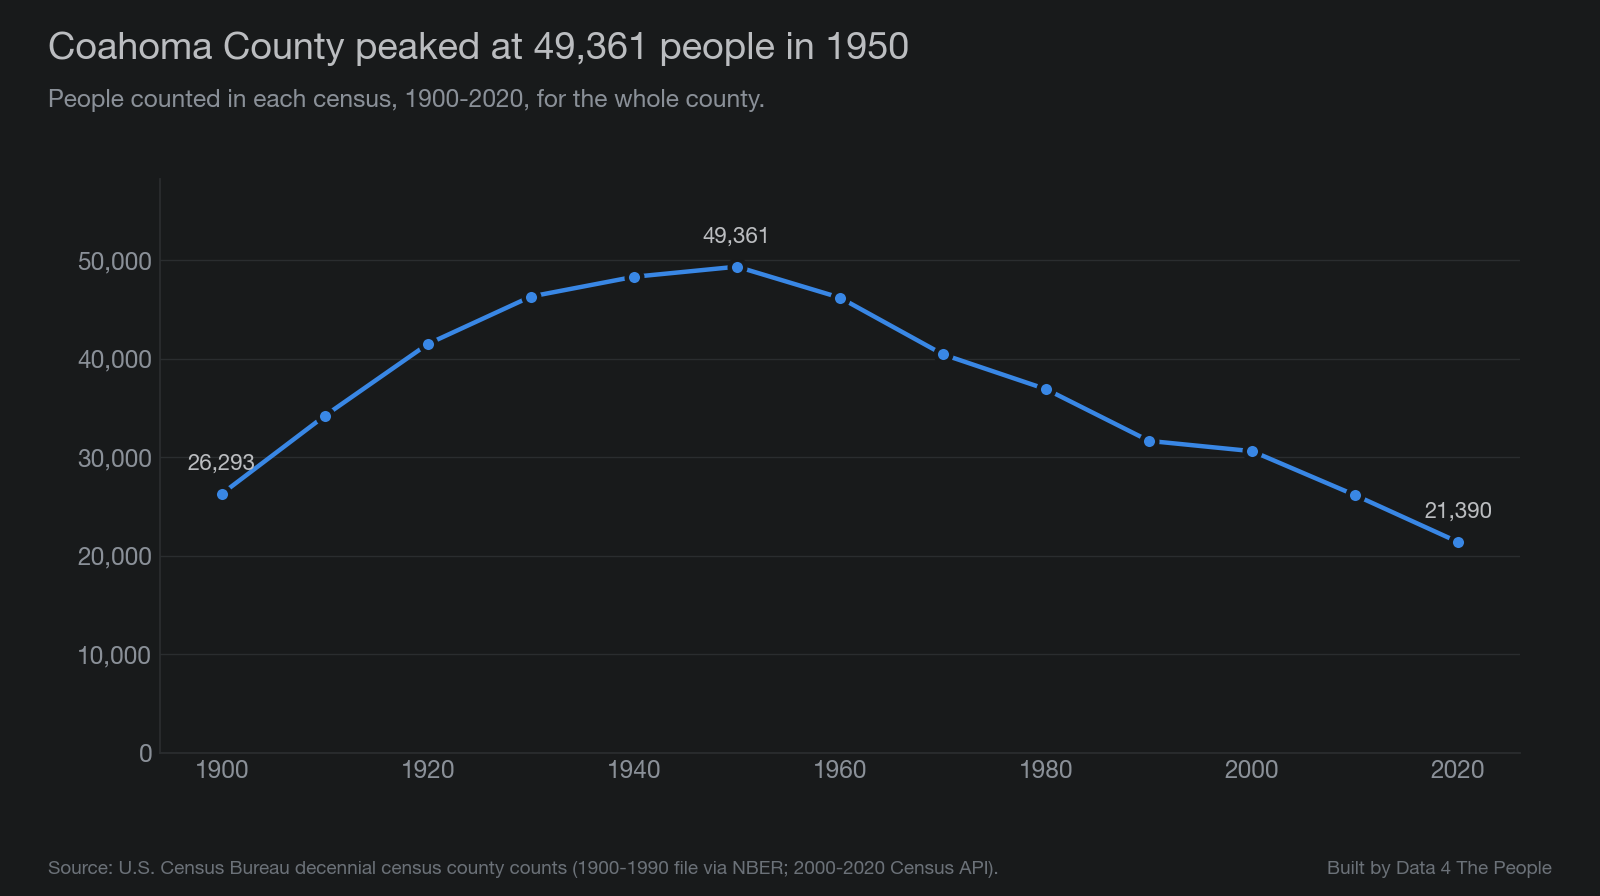 Coahoma County peaked at 49,361 people in 1950
People counted in each census, 1900-2020, for the whole county.
49,361
50,000
40,000
30,000
26,293
21,390
20,000
10,000
0
1900 1920 1940 1960 1980 2000 2020
Source: U.S. Census Bureau decennial census county counts (1900-1990 file via NBER; 2000-2020 Census API).
Built by Data 4 The People